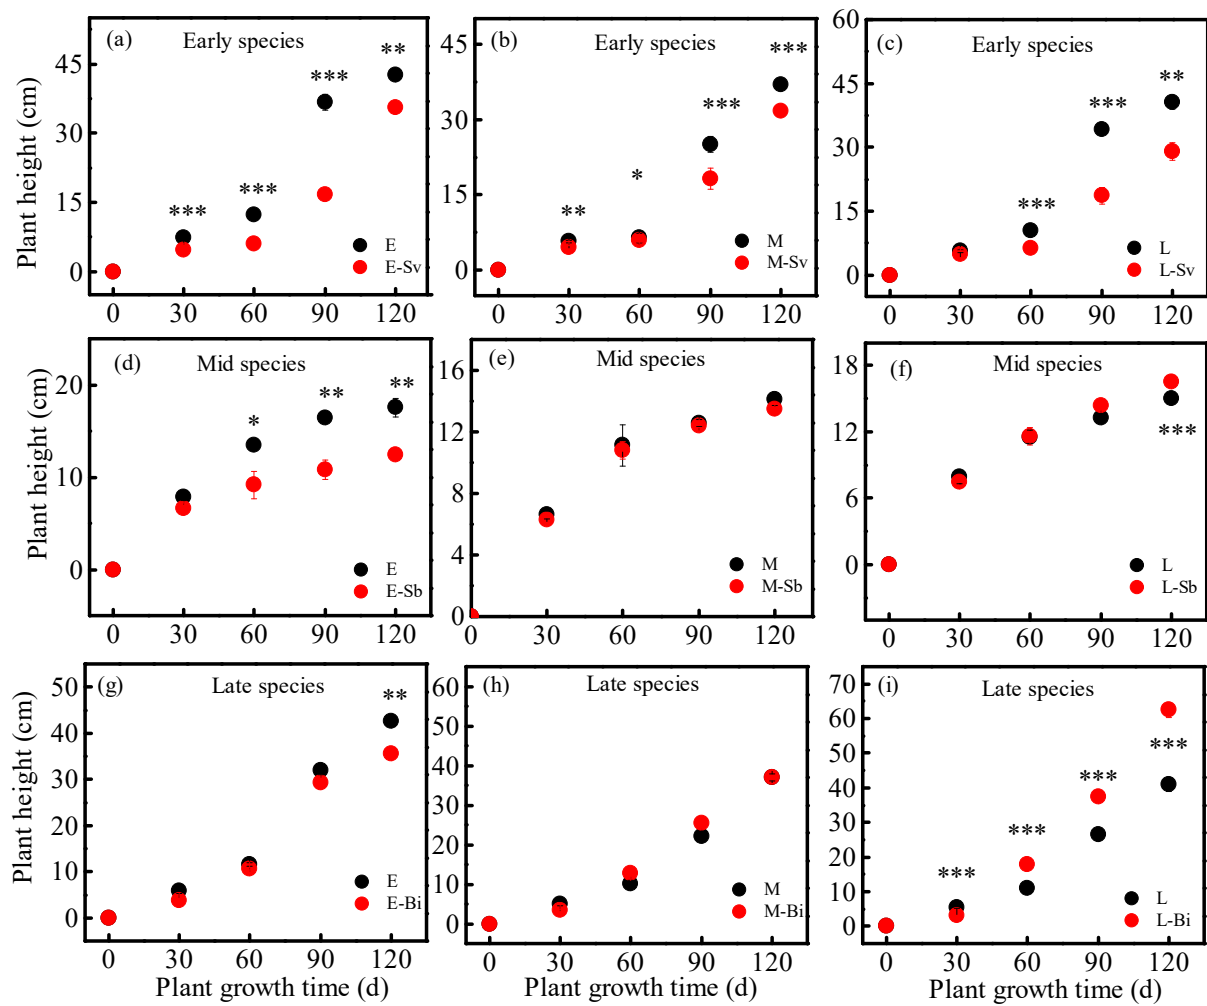 (a)
Early species
**
***
***
***
45
30
15
0
E
E-Sv
0 30 60 90 120
Plant height (cm)
(b)
Early species
***
***
*
**
45
30
15
0
M
M-Sv
0 30 60 90 120
(c)
Early species
**
***
***
60
45
30
15
0
L
L-Sv
0 30 60 90 120
(d)
Mid species
**
**
*
20
10
0
E
E-Sb
0 30 60 90 120
Plant height (cm)
(e)
Mid species
16
12
8
4
0
M
M-Sb
0 30 60 90 120
(f)
Mid species
***
18
12
6
0
L
L-Sb
0 30 60 90 120
(g)
Late species
**
50
40
30
20
10
0
E
E-Bi
0 30 60 90 120
Plant height (cm)
Plant growth time (d)
(h)
Late species
60
50
40
30
20
10
0
M
M-Bi
0 30 60 90 120
Plant growth time (d)
(i)
Late species
***
***
***
***
70
60
50
40
30
20
10
0
L
L-Bi
0 30 60 90 120
Plant growth time (d)